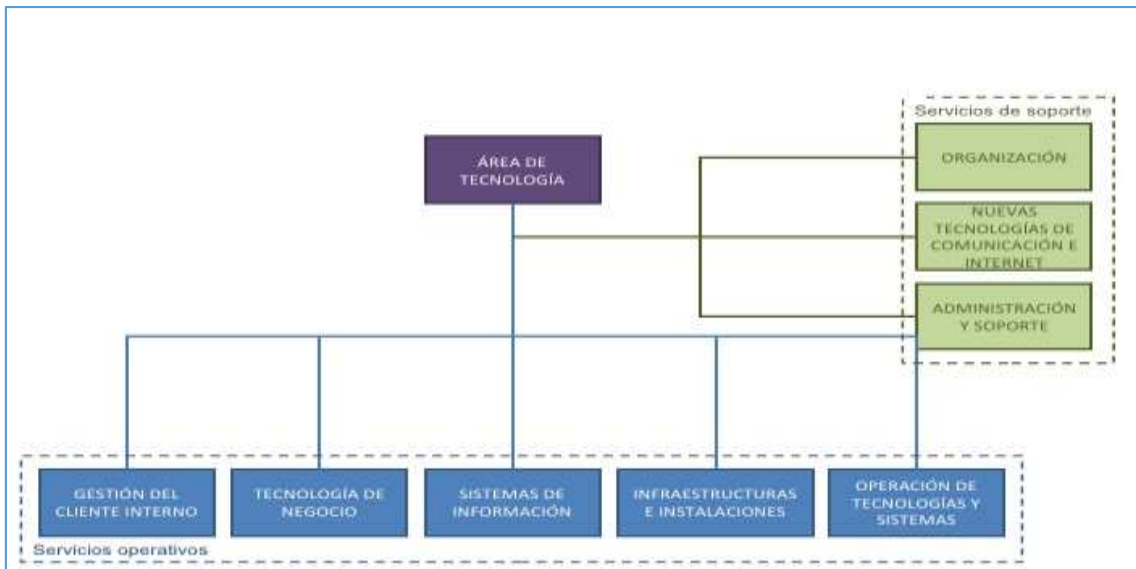 Servicios de soporte
ÁREA DE
TECNOLOGÍA
ORGANIZACIÓN
NUEVAS
TECNOLOGÍAS DE
COMUNICACIÓN E
INTERNET
ADMINISTRACIÓN
Y SOPORTE
GESTIÓN DEL
CLIENTE INTERNO
TECNOLOGÍA DE
NEGOCIO
SISTEMAS DE
INFORMACIÓN
INFRAESTRUCTURAS
E INSTALACIONES
OPERACIÓN DE
TECNOLOGÍAS Y
SISTEMAS
Servicios operativos